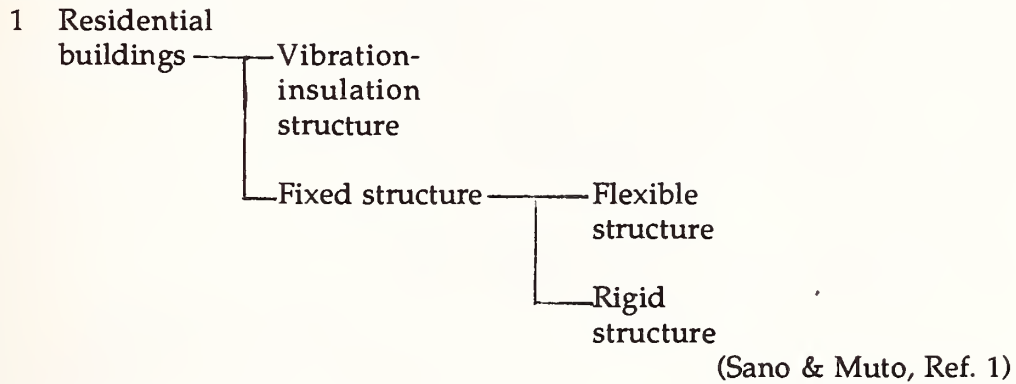 1 Residential
buildings Vibration-
insulation
structure
Fixed structure Flexible
structure
Rigid
structure
(Sano & Muto, Ref. 1)